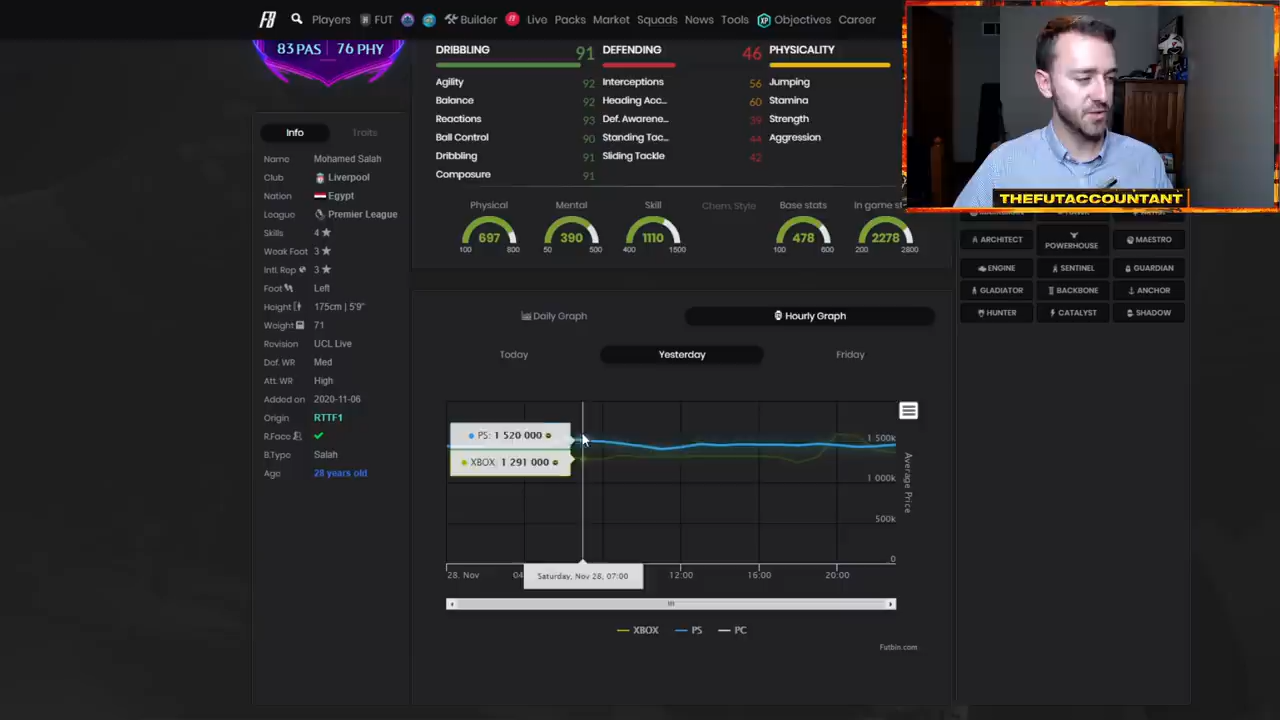 F8 Players FUT Builder Live Packs Market Squads News Tools XP Objectives Career
83 PAS 76 PHY
DRIBBLING 91 DEFENDING 46 PHYSICALITY
Agility 92 Interceptions 56 Jumping
Balance 92 Heading Acc... 60 Stamina
Reactions 93 Def. Awarene... 39 Strength
Ball Control 90 Standing Tac... 44 Aggression
Dribbling 91 Sliding Tackle 42
Composure 91
Physical Mental Skill Chem. Style Base stats In game st
697 390 1110 478 2278
100 800 50 500 400 1500 100 600 200 2800
Info Traits
Name Mohamed Salah
Club Liverpool
Nation Egypt
League Premier League
Skills 4
Weak Foot 3
Intl. Rep 3
Foot Left
Height 175cm | 5'9"
Weight 71
Revision UCL Live
Def. WR Med
Att. WR High
Added on 2020-11-06
Origin RTTF1
R.Face
B.Type Salah
Age 28 years old
THEFUTACCOUNTANT
ARCHITECT POWERHOUSE MAESTRO
ENGINE SENTINEL GUARDIAN
GLADIATOR BACKBONE ANCHOR
HUNTER CATALYST SHADOW
Daily Graph Hourly Graph
Today Yesterday Friday
PS: 1 520 000
XBOX 1 291 000
1 500k
1 000k
500k
0
Average Price
28. Nov 04 12:00 16:00 20:00
Saturday, Nov 28, 07:00
XBOX PS PC
Futbin.com